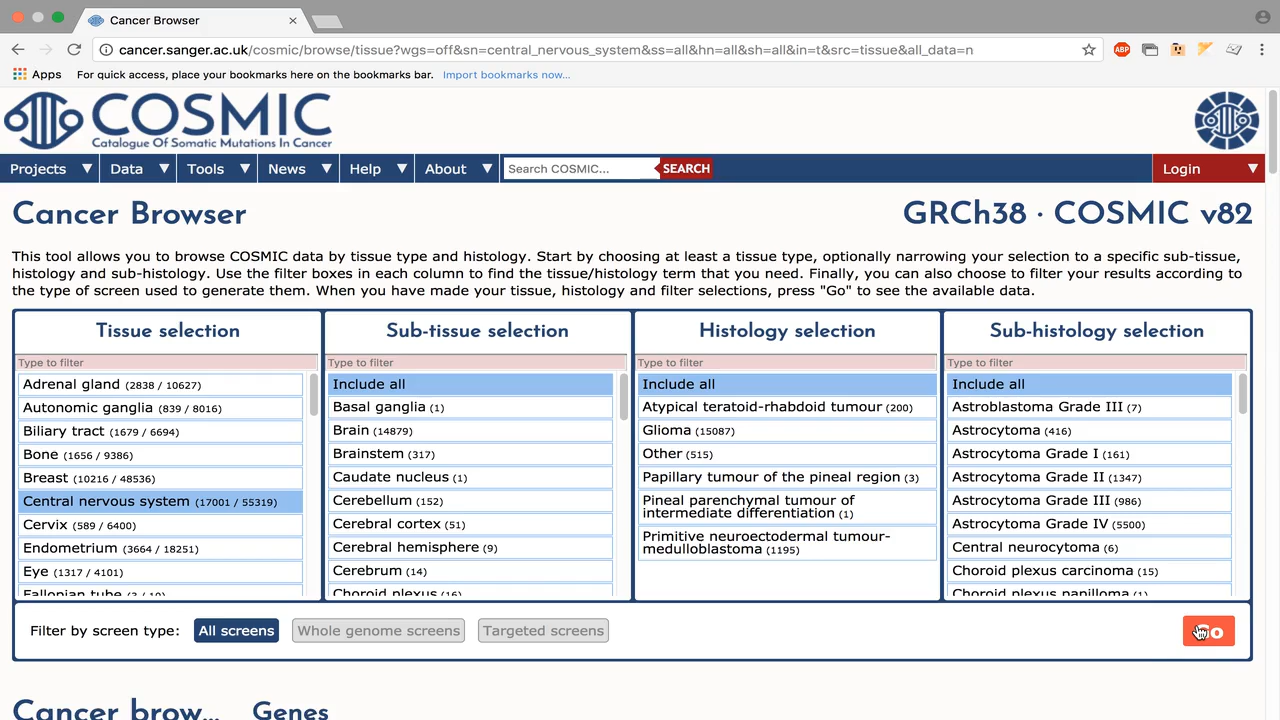 Cancer Browser
cancer.sanger.ac.uk/cosmic/browse/tissue?wgs=off&sn=central_nervous_system&ss=all&hn=all&sh=all&in=t&src=tissue&all_data=n
ABP
Apps For quick access, place your bookmarks here on the bookmarks bar. Import bookmarks now...
COSMIC
Catalogue Of Somatic Mutations In Cancer
Projects Data Tools News Help About Search COSMIC... SEARCH Login
Cancer Browser GRCh38 · COSMIC v82
This tool allows you to browse COSMIC data by tissue type and histology. Start by choosing at least a tissue type, optionally narrowing your selection to a specific sub-tissue,
histology and sub-histology. Use the filter boxes in each column to find the tissue/histology term that you need. Finally, you can also choose to filter your results according to
the type of screen used to generate them. When you have made your tissue, histology and filter selections, press "Go" to see the available data.
Tissue selection
Type to filter
Adrenal gland (2838 / 10627)
Autonomic ganglia (839 / 8016)
Biliary tract (1679 / 6694)
Bone (1656 / 9386)
Breast (10216 / 48536)
Central nervous system (17001 / 55319)
Cervix (589 / 6400)
Endometrium (3664 / 18251)
Eye (1317 / 4101)
Fallopian tube (3 / 10)
Sub-tissue selection
Type to filter
Include all
Basal ganglia (1)
Brain (14879)
Brainstem (317)
Caudate nucleus (1)
Cerebellum (152)
Cerebral cortex (51)
Cerebral hemisphere (9)
Cerebrum (14)
Choroid plexus (16)
Histology selection
Type to filter
Include all
Atypical teratoid-rhabdoid tumour (200)
Glioma (15087)
Other (515)
Papillary tumour of the pineal region (3)
Pineal parenchymal tumour of
intermediate differentiation (1)
Primitive neuroectodermal tumour-
medulloblastoma (1195)
Sub-histology selection
Type to filter
Include all
Astroblastoma Grade III (7)
Astrocytoma (416)
Astrocytoma Grade I (161)
Astrocytoma Grade II (1347)
Astrocytoma Grade III (986)
Astrocytoma Grade IV (5500)
Central neurocytoma (6)
Choroid plexus carcinoma (15)
Choroid plexus papilloma (1)
Filter by screen type: All screens Whole genome screens Targeted screens Go
Cancer brow... Genes